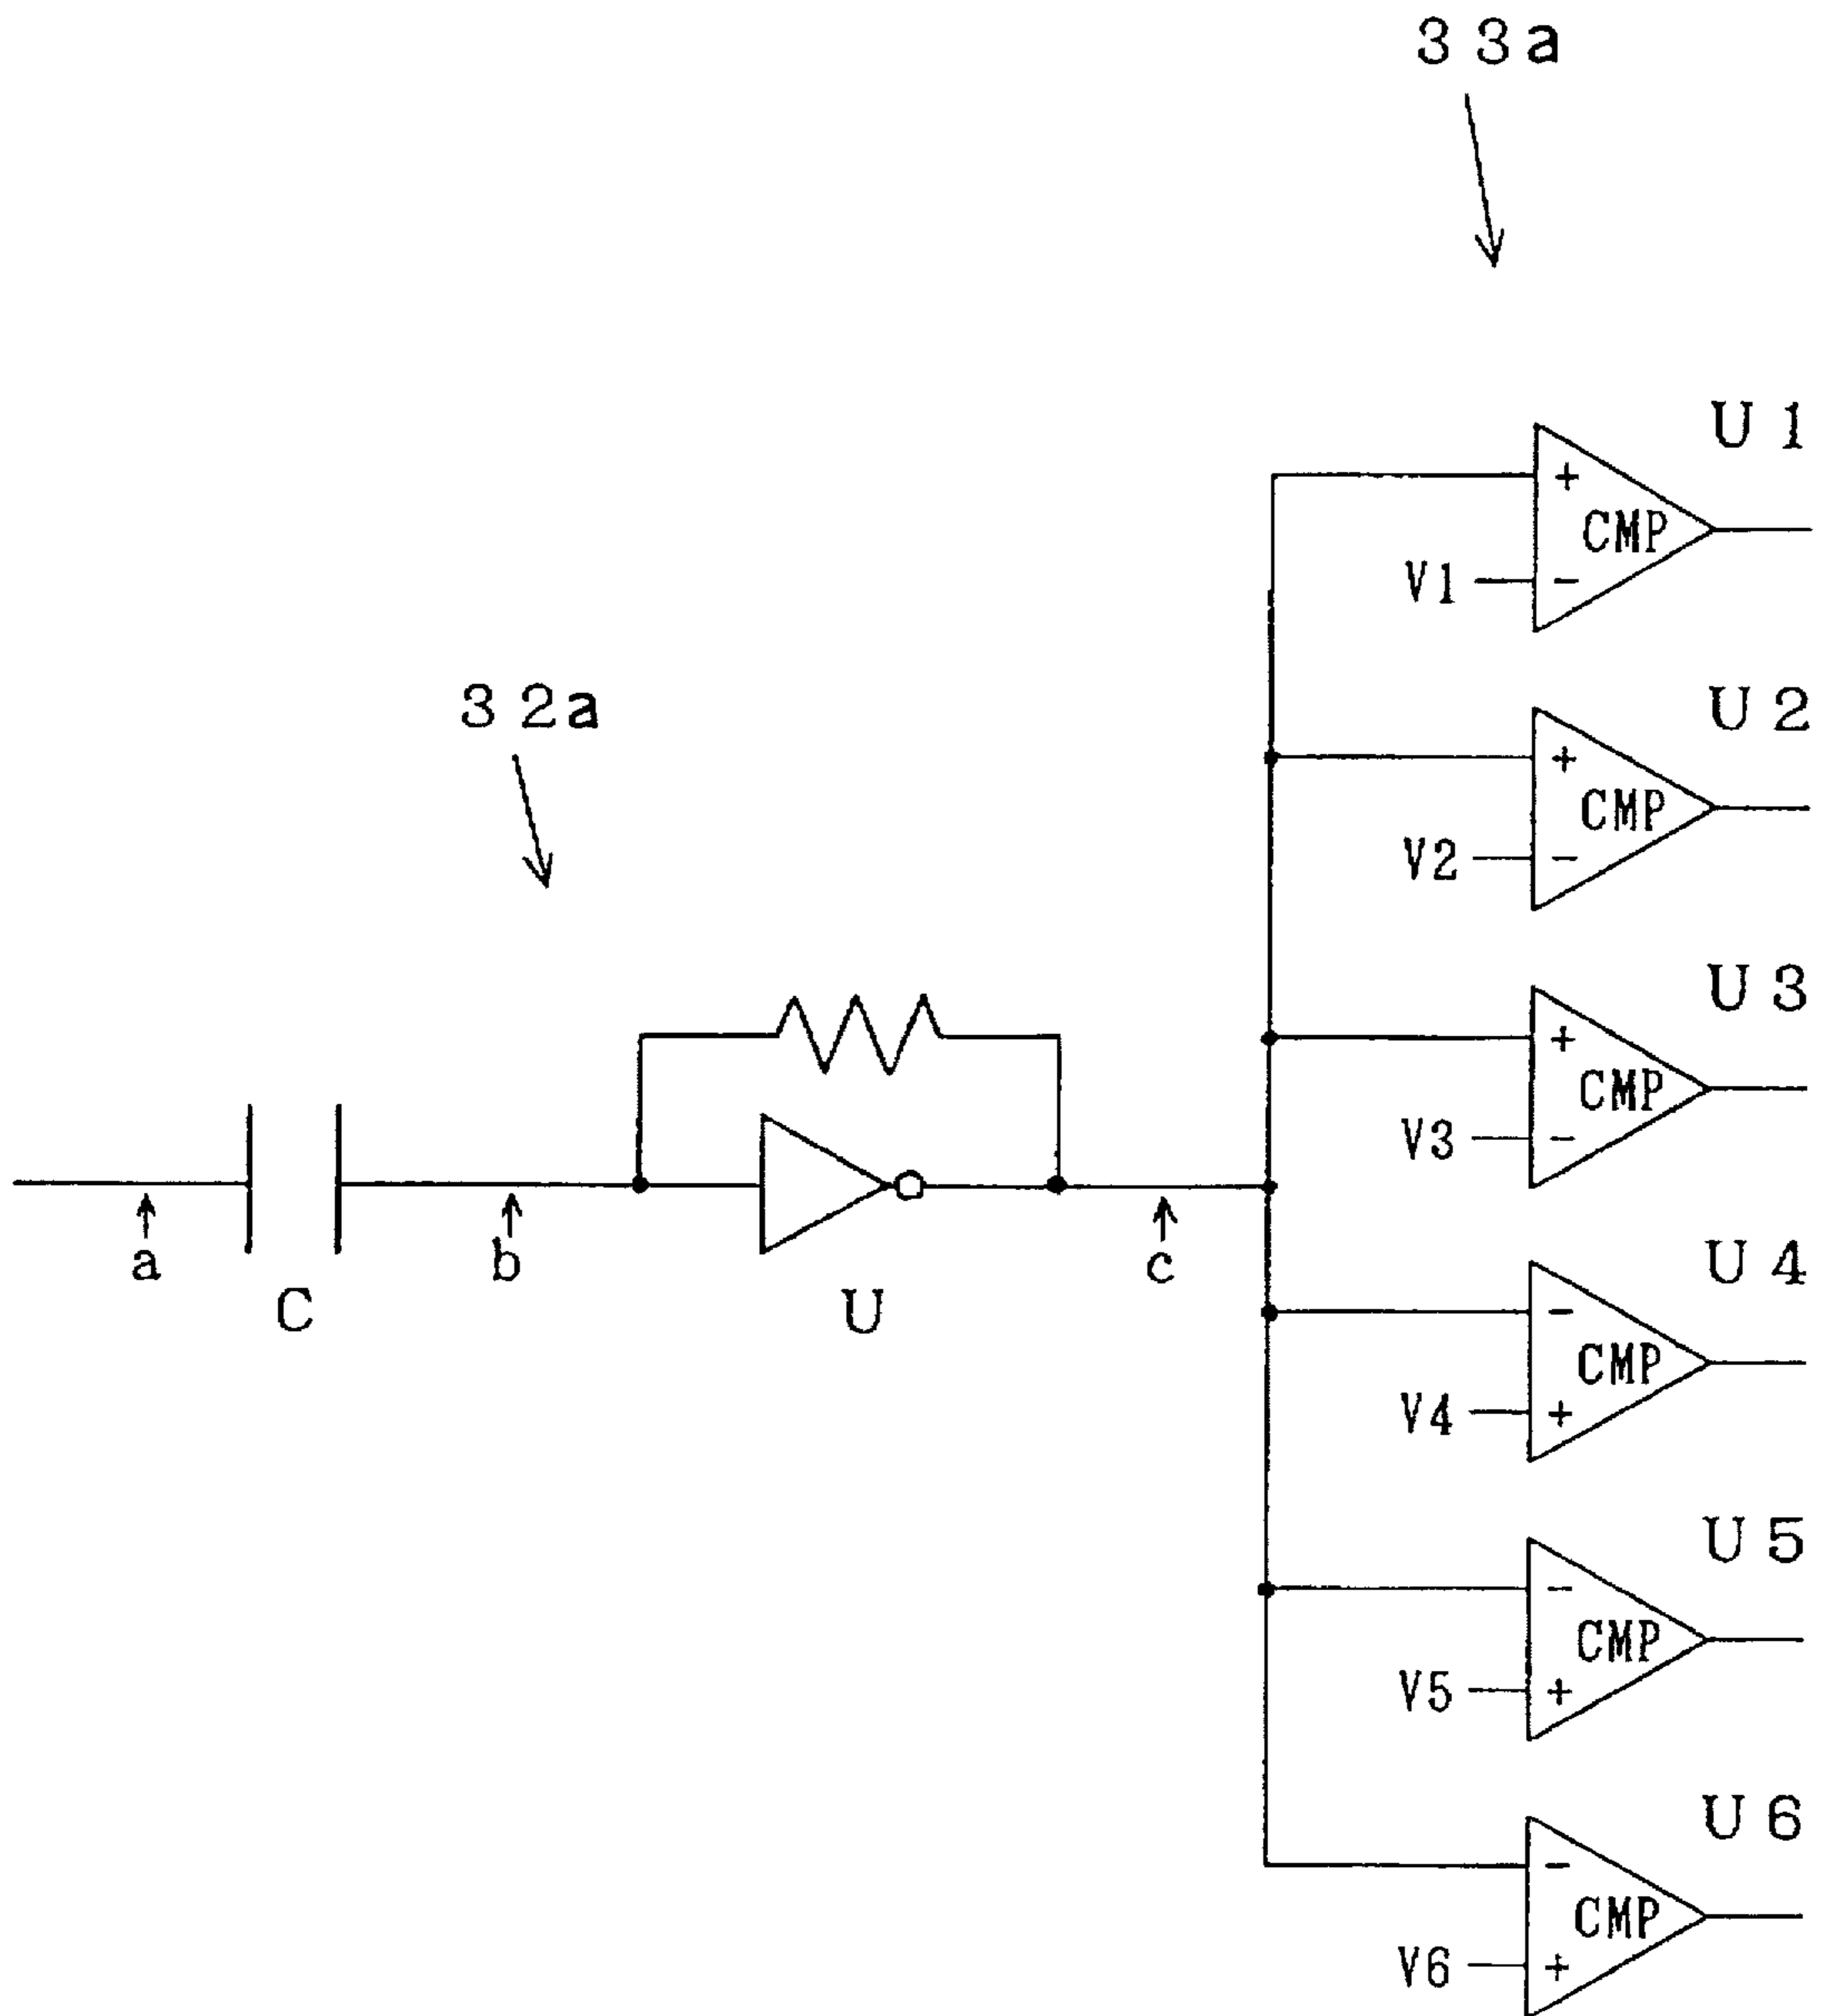 33a
U1
+
CMP
V1 -
32a
U2
+
CMP
V2 -
U3
+
CMP
V3 -
a
b
c
C
U
U4
-
CMP
V4 +
U5
-
CMP
V5 +
U6
-
CMP
V6 +